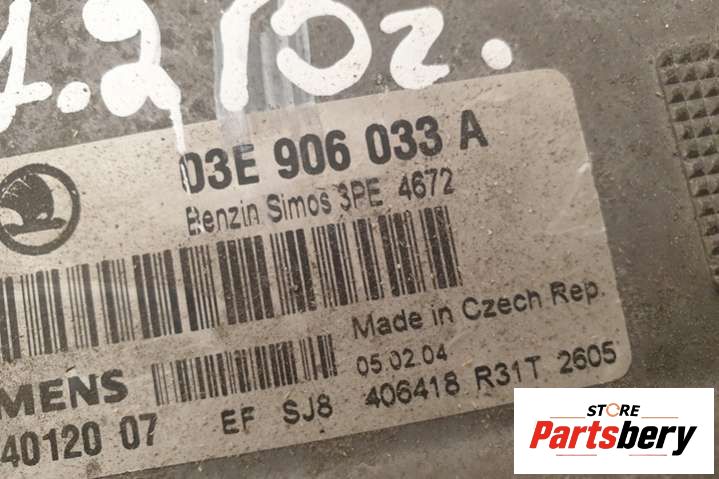 1.2
03E 906 033 A
Benzin Simos 3PE 4672
Made in Czech Rep.
05.02.04
MENS
40120 07
EF SJ8 406418 R31T 2605
STORE
Partsbery